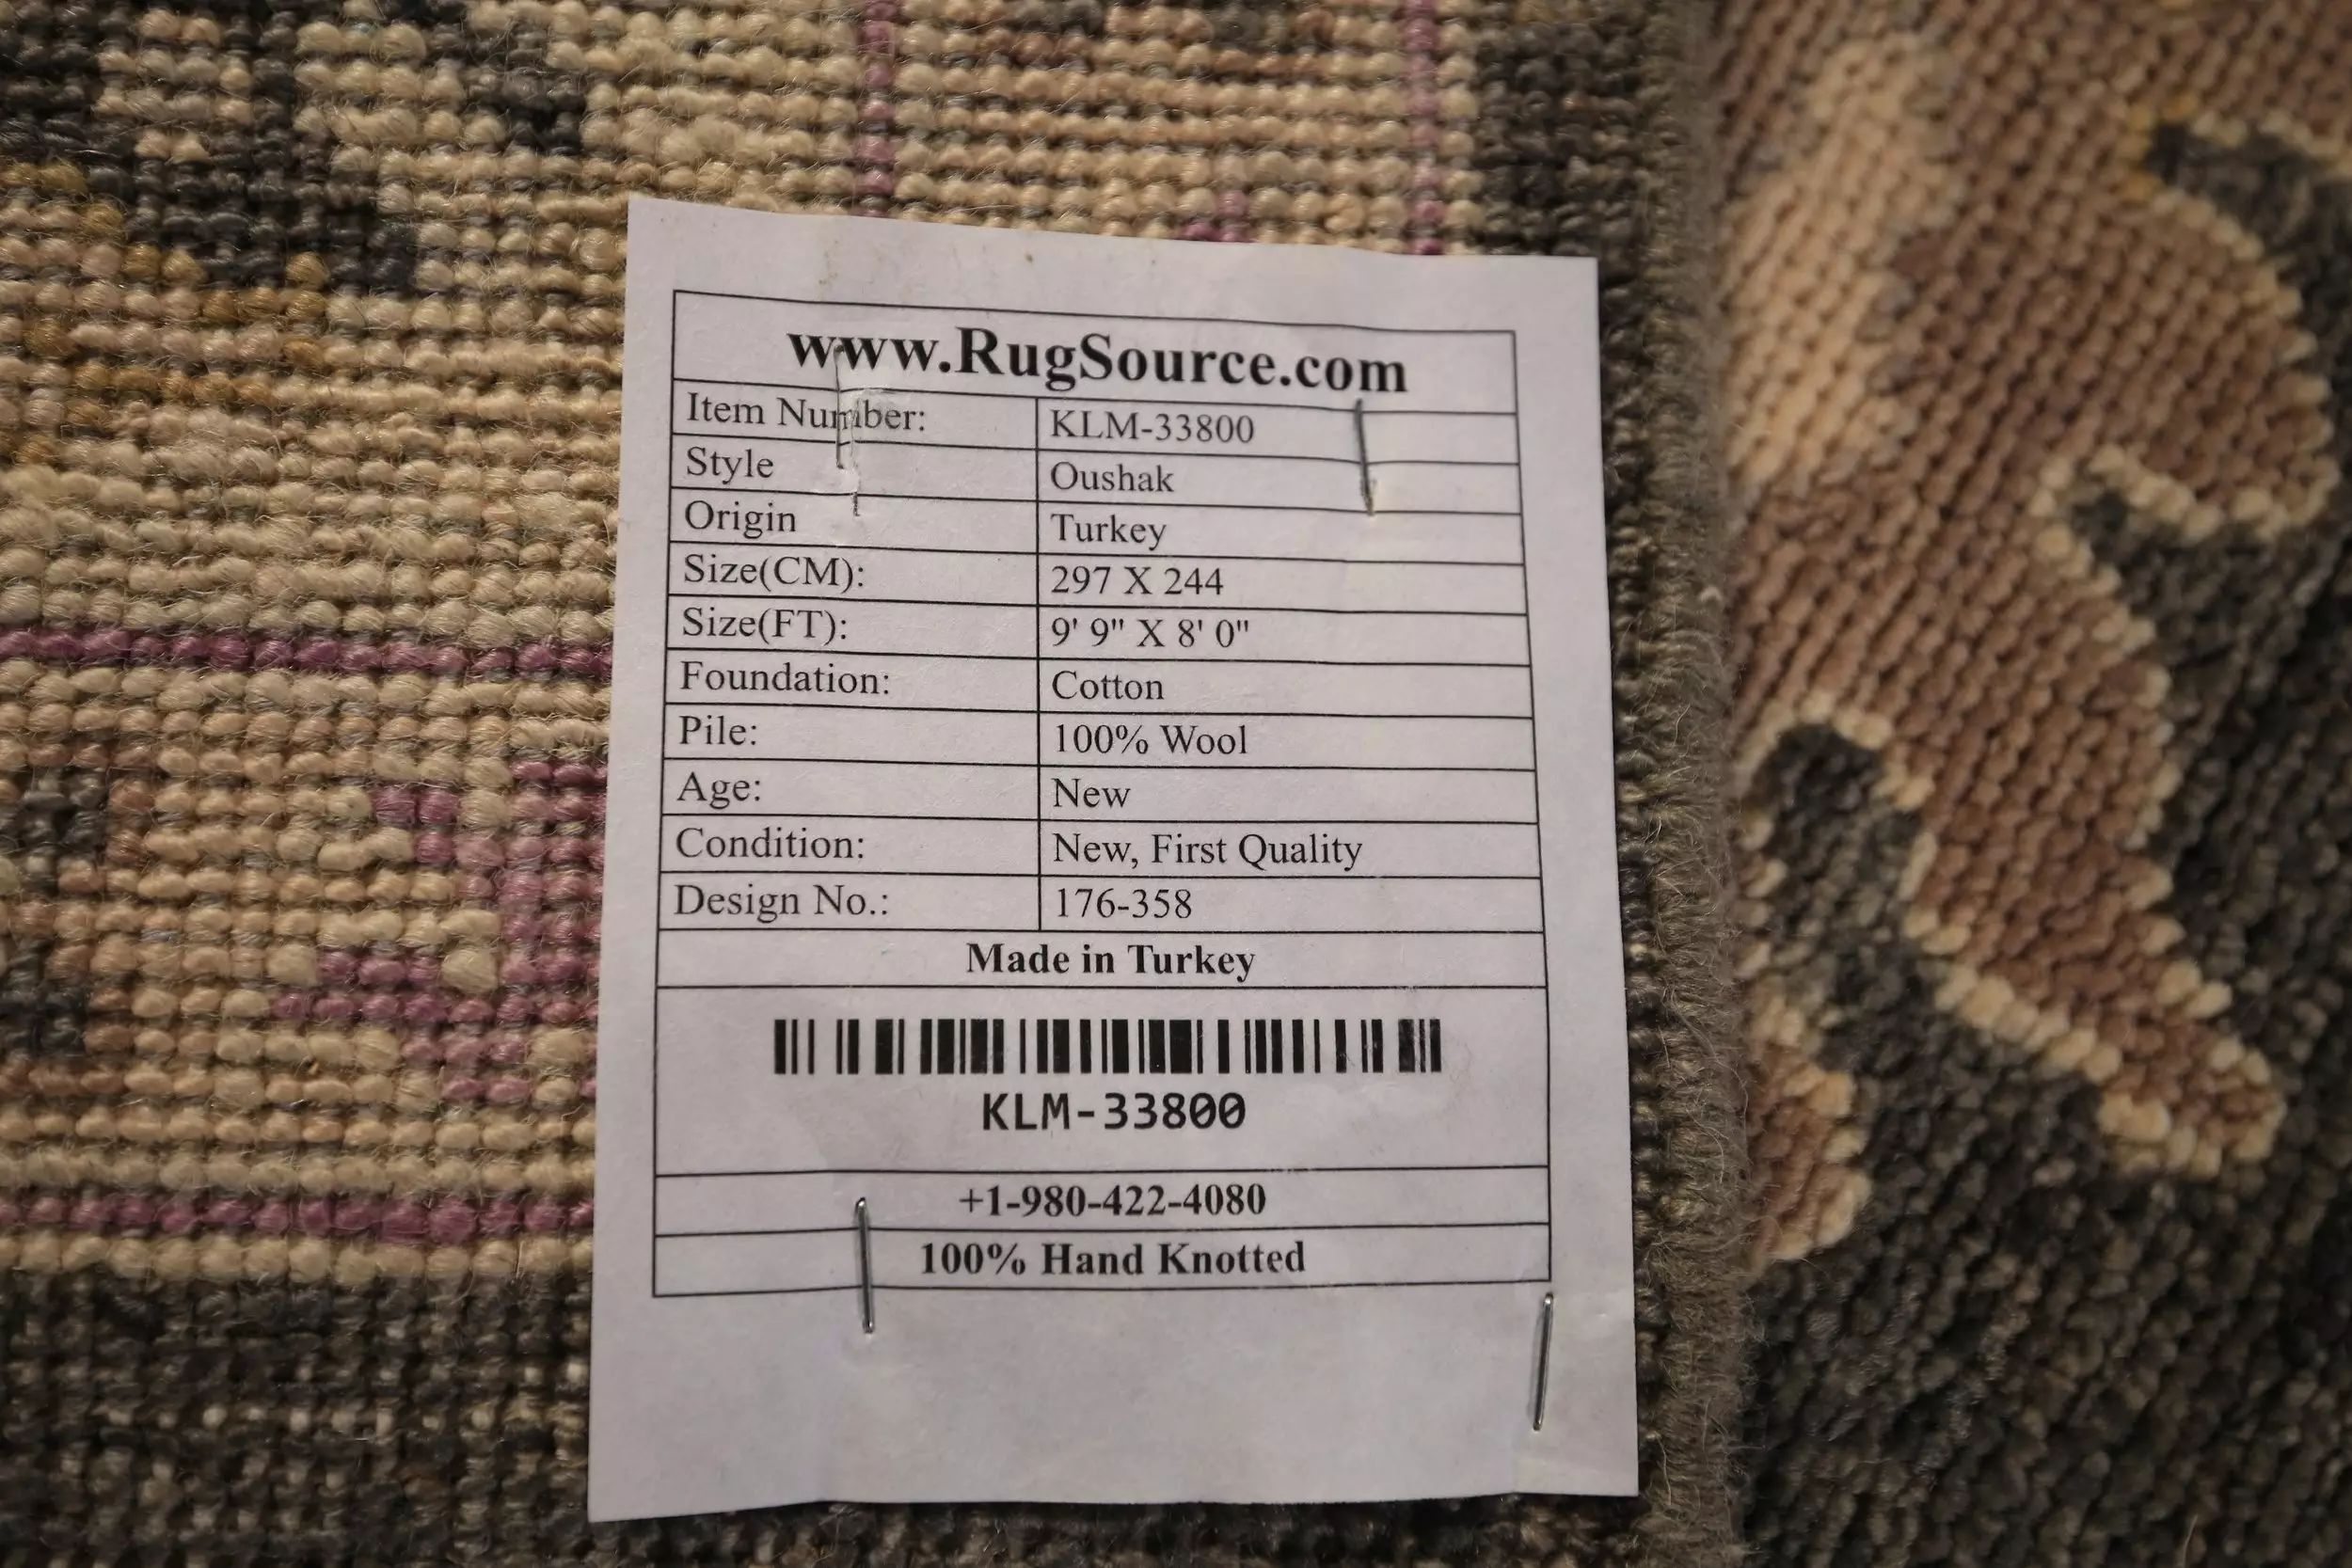 www.RugSource.com
Item Number: KLM-33800
Style Oushak
Origin Turkey
Size(CM): 297 X 244
Size(FT): 9' 9" X 8' 0"
Foundation: Cotton
Pile: 100% Wool
Age: New
Condition: New, First Quality
Design No.: 176-358
Made in Turkey
KLM-33800
+1-980-422-4080
100% Hand Knotted